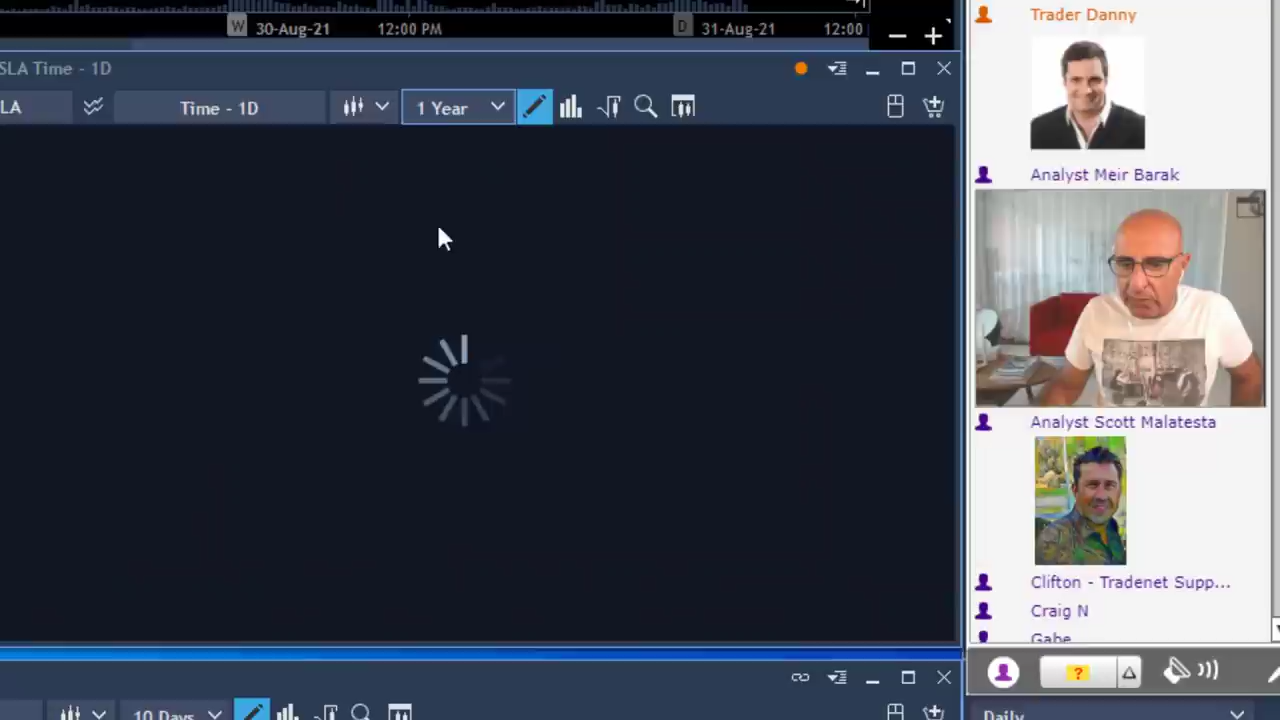 W 30-Aug-21 12:00 PM D 31-Aug-21 12:00
SLA Time - 1D
LA Time - 1D 1 Year
10 Days
Trader Danny
Analyst Meir Barak
Analyst Scott Malatesta
Clifton - Tradenet Supp...
Craig N
Gabe
?
Daily